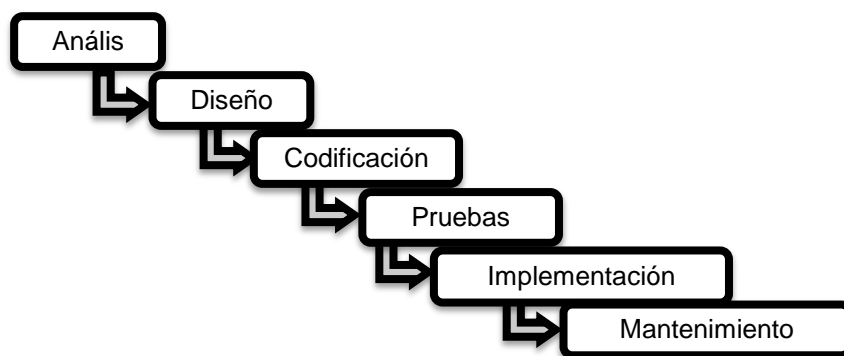 Anális
Diseño
Codificación
Pruebas
Implementación
Mantenimiento